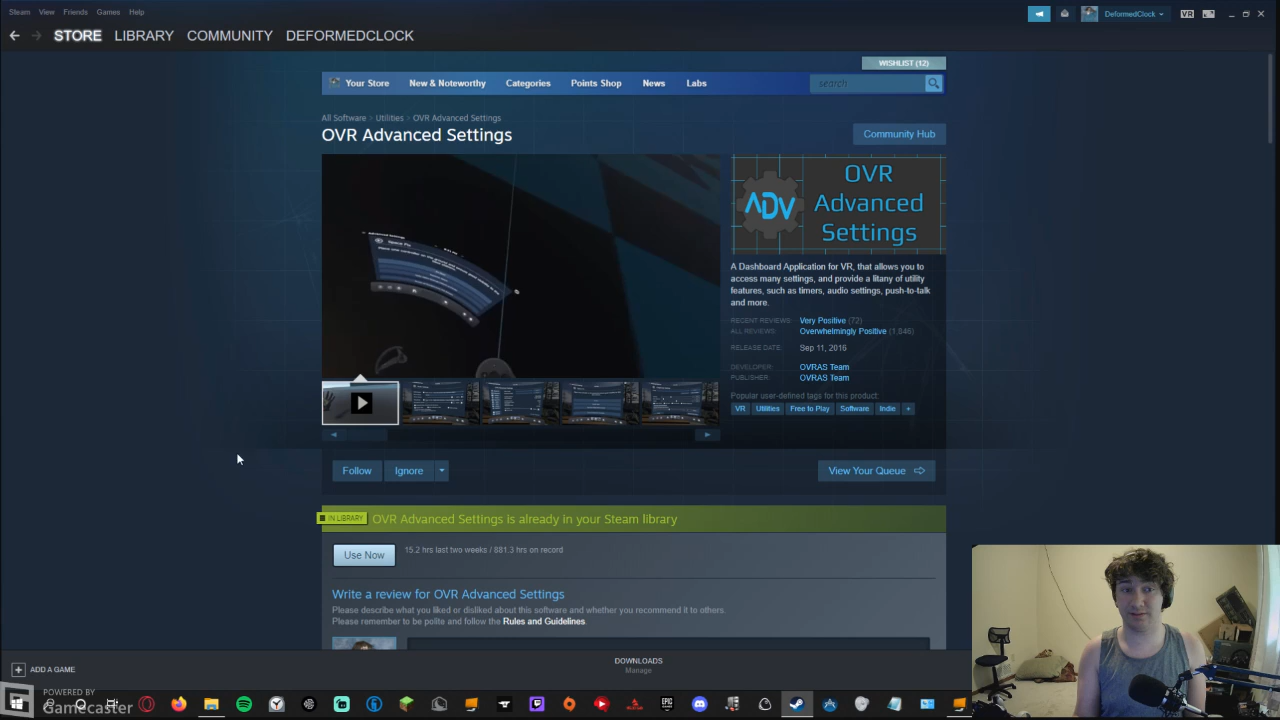 Steam View Friends Games Help
DeformedClock
VR
STORE LIBRARY COMMUNITY DEFORMEDCLOCK
WISHLIST (12)
Your Store New & Noteworthy Categories Points Shop News Labs
search
All Software > Utilities > OVR Advanced Settings
OVR Advanced Settings
Community Hub
ADV
OVR
Advanced
Settings
A Dashboard Application for VR, that allows you to
access many settings, and provide a litany of utility
features, such as timers, audio settings, push-to-talk
and more.
RECENT REVIEWS: Very Positive (72)
ALL REVIEWS: Overwhelmingly Positive (1,846)
RELEASE DATE: Sep 11, 2016
DEVELOPER: OVRAS Team
PUBLISHER: OVRAS Team
Popular user-defined tags for this product:
VR Utilities Free to Play Software Indie +
Follow Ignore
View Your Queue
IN LIBRARY OVR Advanced Settings is already in your Steam library
Use Now 15.2 hrs last two weeks / 881.3 hrs on record
Write a review for OVR Advanced Settings
Please describe what you liked or disliked about this software and whether you recommend it to others.
Please remember to be polite and follow the Rules and Guidelines.
ADD A GAME
DOWNLOADS
Manage
POWERED BY
Gamecaster